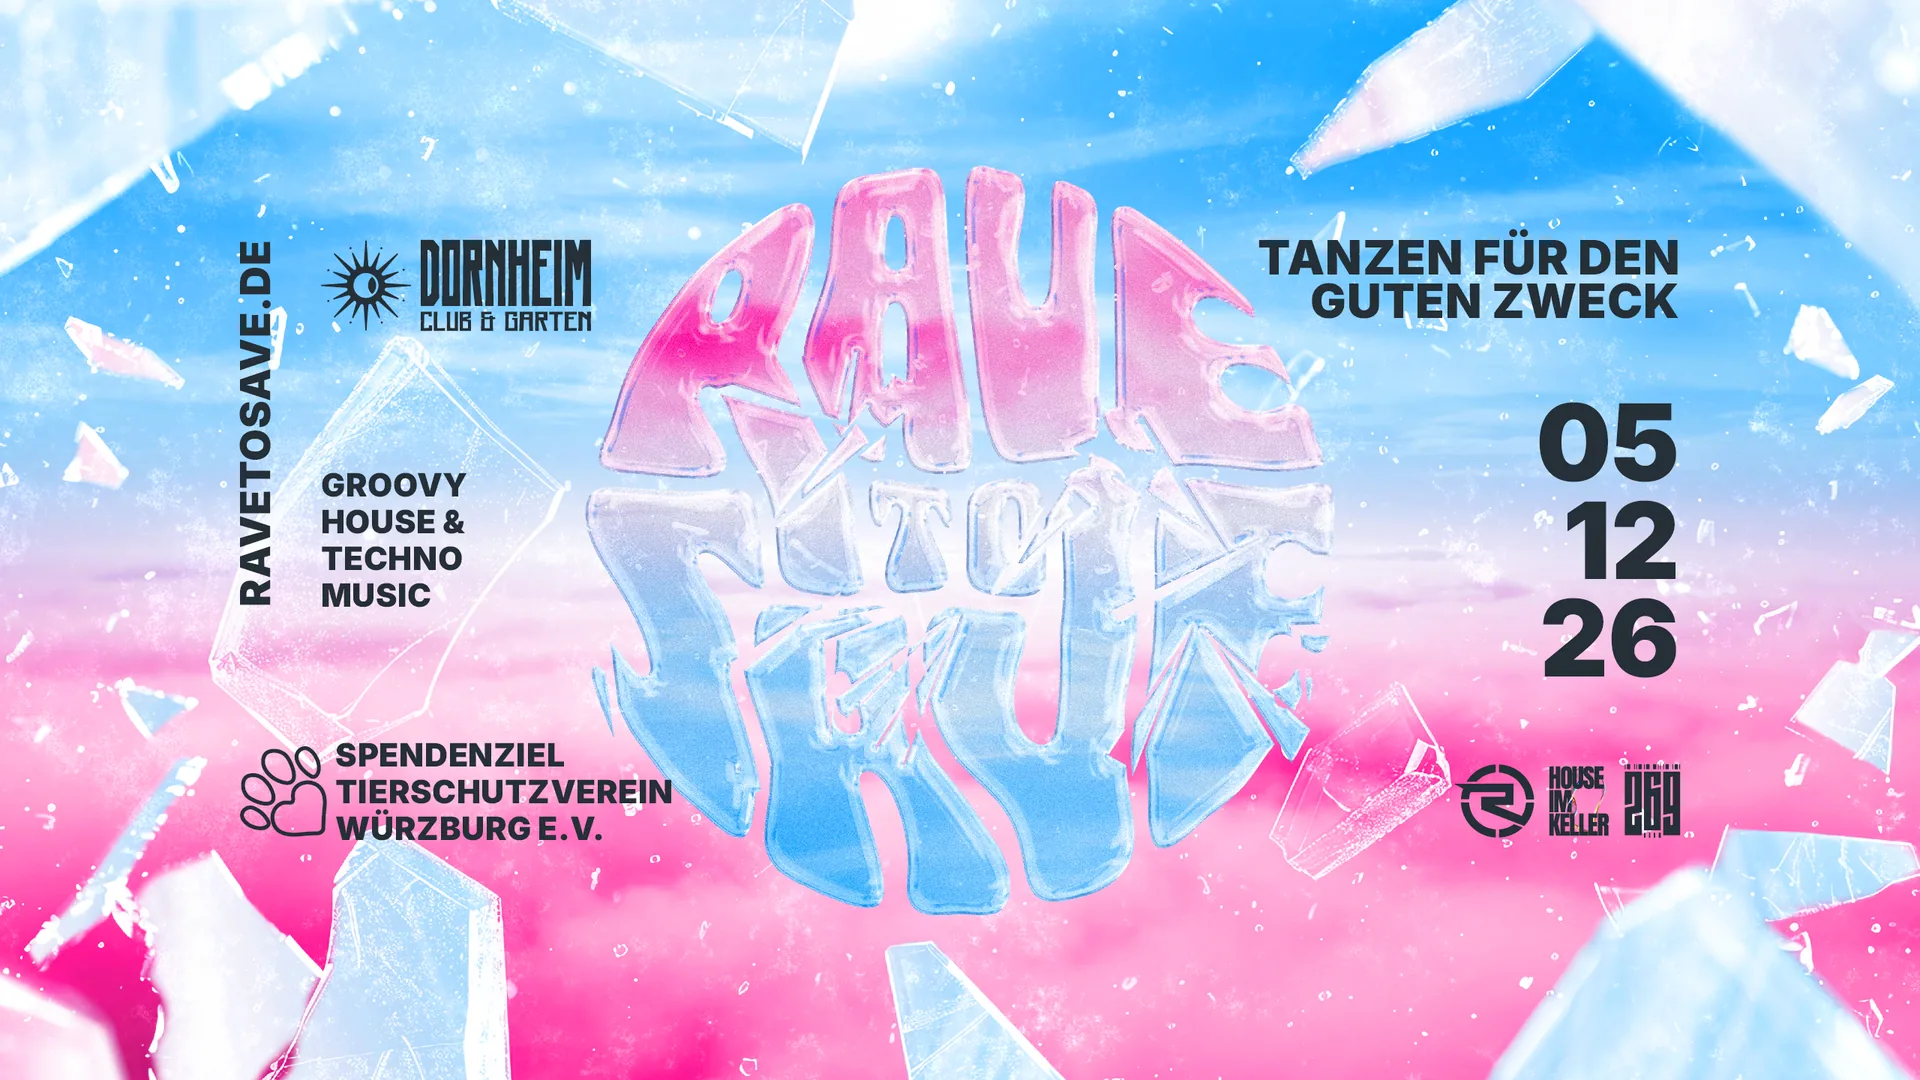 RAVETOSAVE.DE
DORNHEIM
CLUB & GARTEN
GROOVY
HOUSE &
TECHNO
MUSIC
SPENDENZIEL
TIERSCHUTZVEREIN
WÜRZBURG E.V.
RAVE
TO
SAVE
TANZEN FÜR DEN
GUTEN ZWECK
05
12
26
HOUSE
IM
KELLER
269